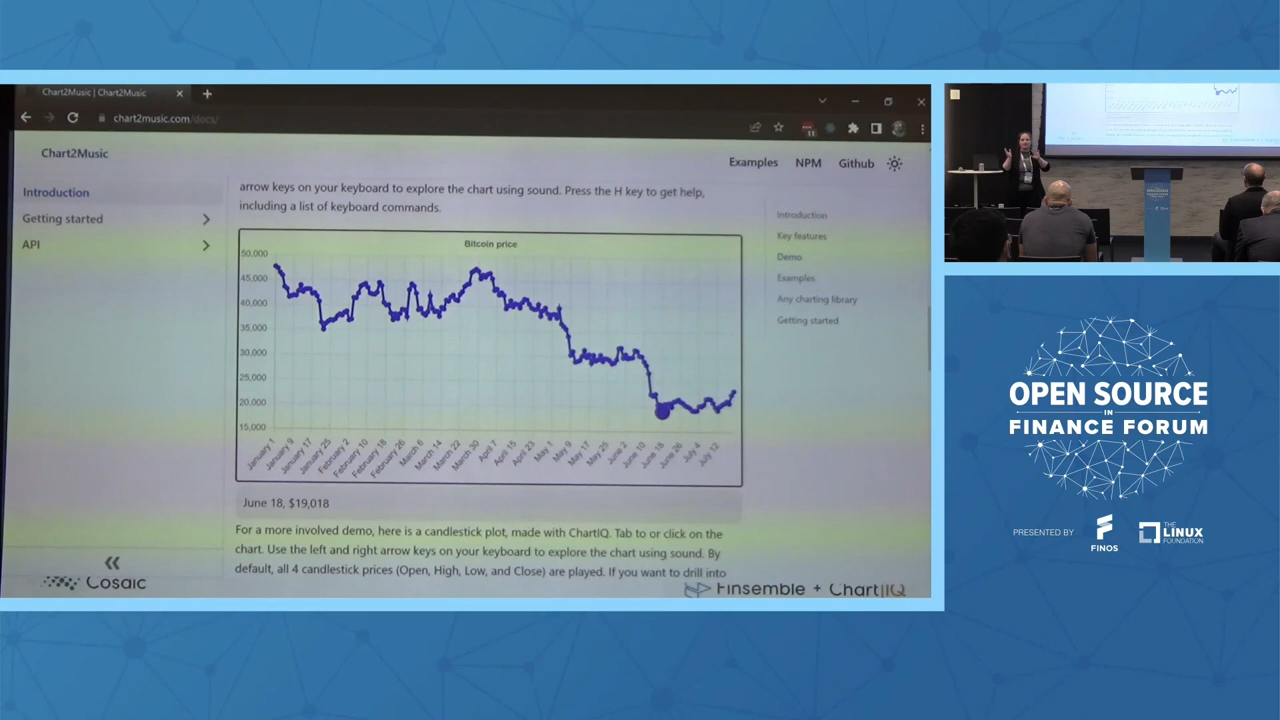 Chart2Music | Chart2Music
chart2music.com/docs/
Chart2Music
Examples
NPM
Github
Introduction
Getting started
API
arrow keys on your keyboard to explore the chart using sound. Press the H key to get help,
including a list of keyboard commands.
Bitcoin price
50,000
45,000
40,000
35,000
30,000
25,000
20,000
15,000
January 1
January 9
January 17
January 25
February 2
February 10
February 18
February 26
March 6
March 14
March 22
March 30
April 7
April 15
April 23
May 1
May 9
May 17
May 25
June 2
June 10
June 18
June 26
July 4
July 12
June 18, $19,018
For a more involved demo, here is a candlestick plot, made with ChartIQ. Tab to or click on the
chart. Use the left and right arrow keys on your keyboard to explore the chart using sound. By
default, all 4 candlestick prices (Open, High, Low, and Close) are played. If you want to drill into
Introduction
Key features
Demo
Examples
Any charting library
Getting started
Cosaic
Finsemble + ChartIQ
OPEN SOURCE
IN
FINANCE FORUM
PRESENTED BY
FINOS
THE
LINUX
FOUNDATION